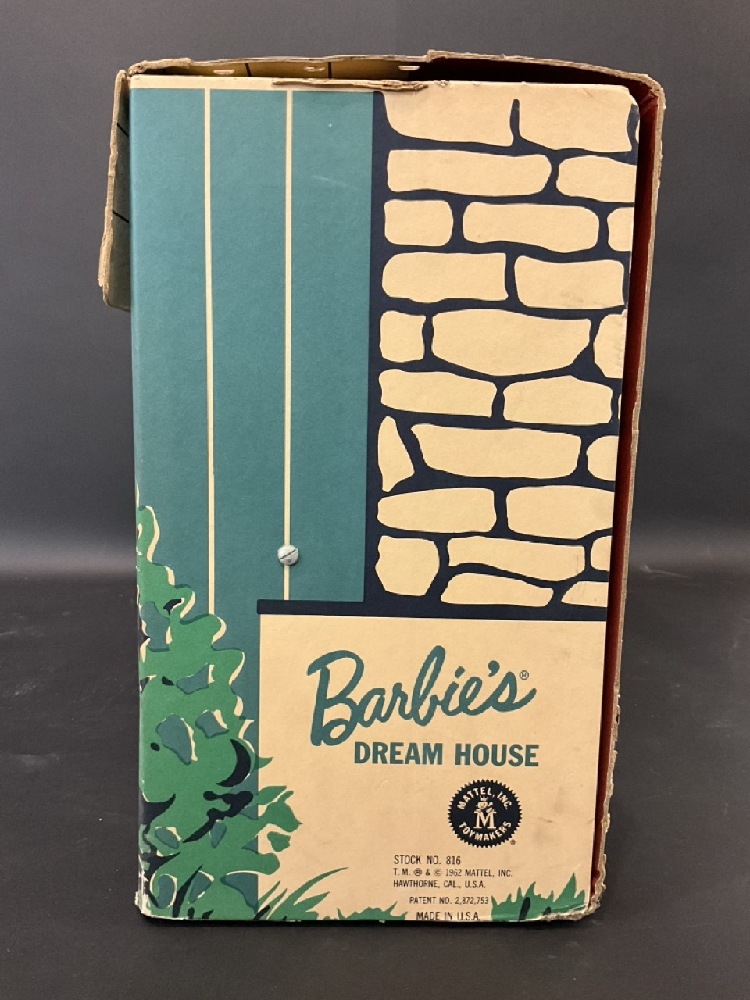 Barbie's®
DREAM HOUSE
MATTEL, INC.
M
TOYMAKERS
®
STOCK NO. 816
T.M. ® & © 1962 MATTEL, INC.
HAWTHORNE, CAL., U.S.A.
PATENT NO. 2,872,753
MADE IN U.S.A.